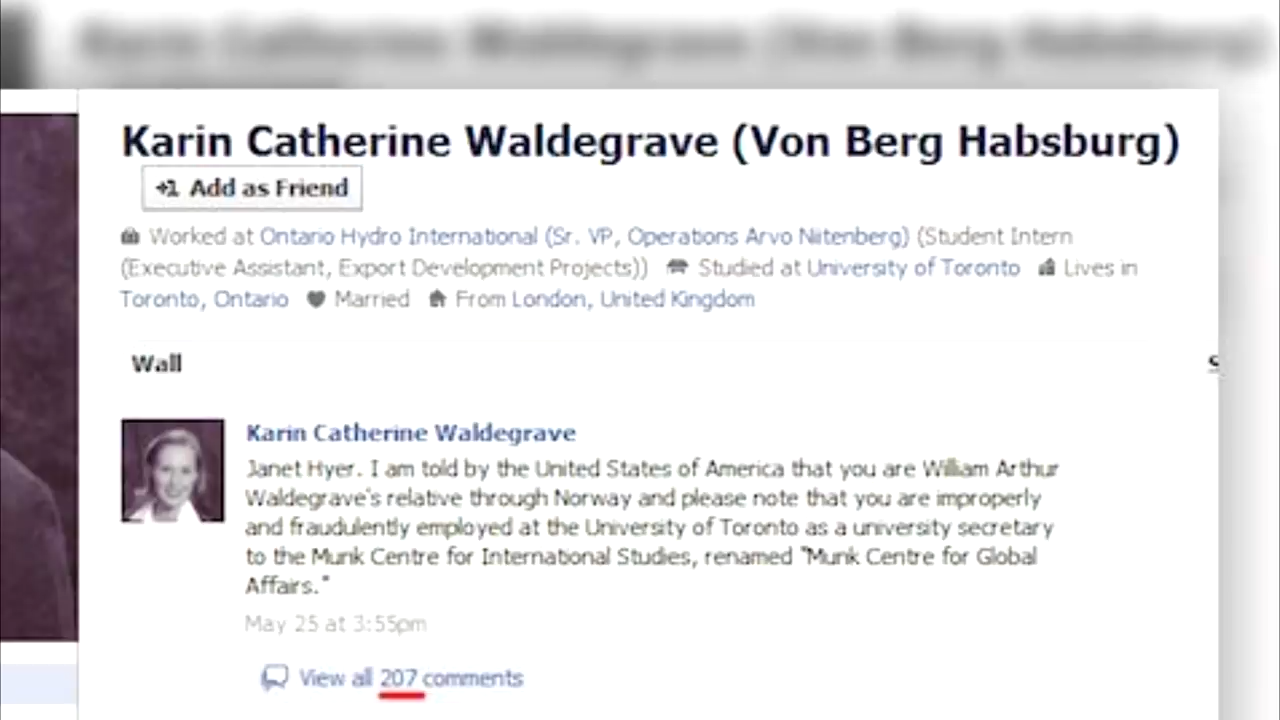 Karin Catherine Waldegrave (Von Berg Habsburg)
+1 Add as Friend
Worked at Ontario Hydro International (Sr. VP, Operations Arvo Niitenberg) (Student Intern
(Executive Assistant, Export Development Projects)) Studied at University of Toronto Lives in
Toronto, Ontario Married From London, United Kingdom
Wall
Karin Catherine Waldegrave
Janet Hyer. I am told by the United States of America that you are William Arthur
Waldegrave's relative through Norway and please note that you are improperly
and fraudulently employed at the University of Toronto as a university secretary
to the Munk Centre for International Studies, renamed "Munk Centre for Global
Affairs."
May 25 at 3:55pm
View all 207 comments